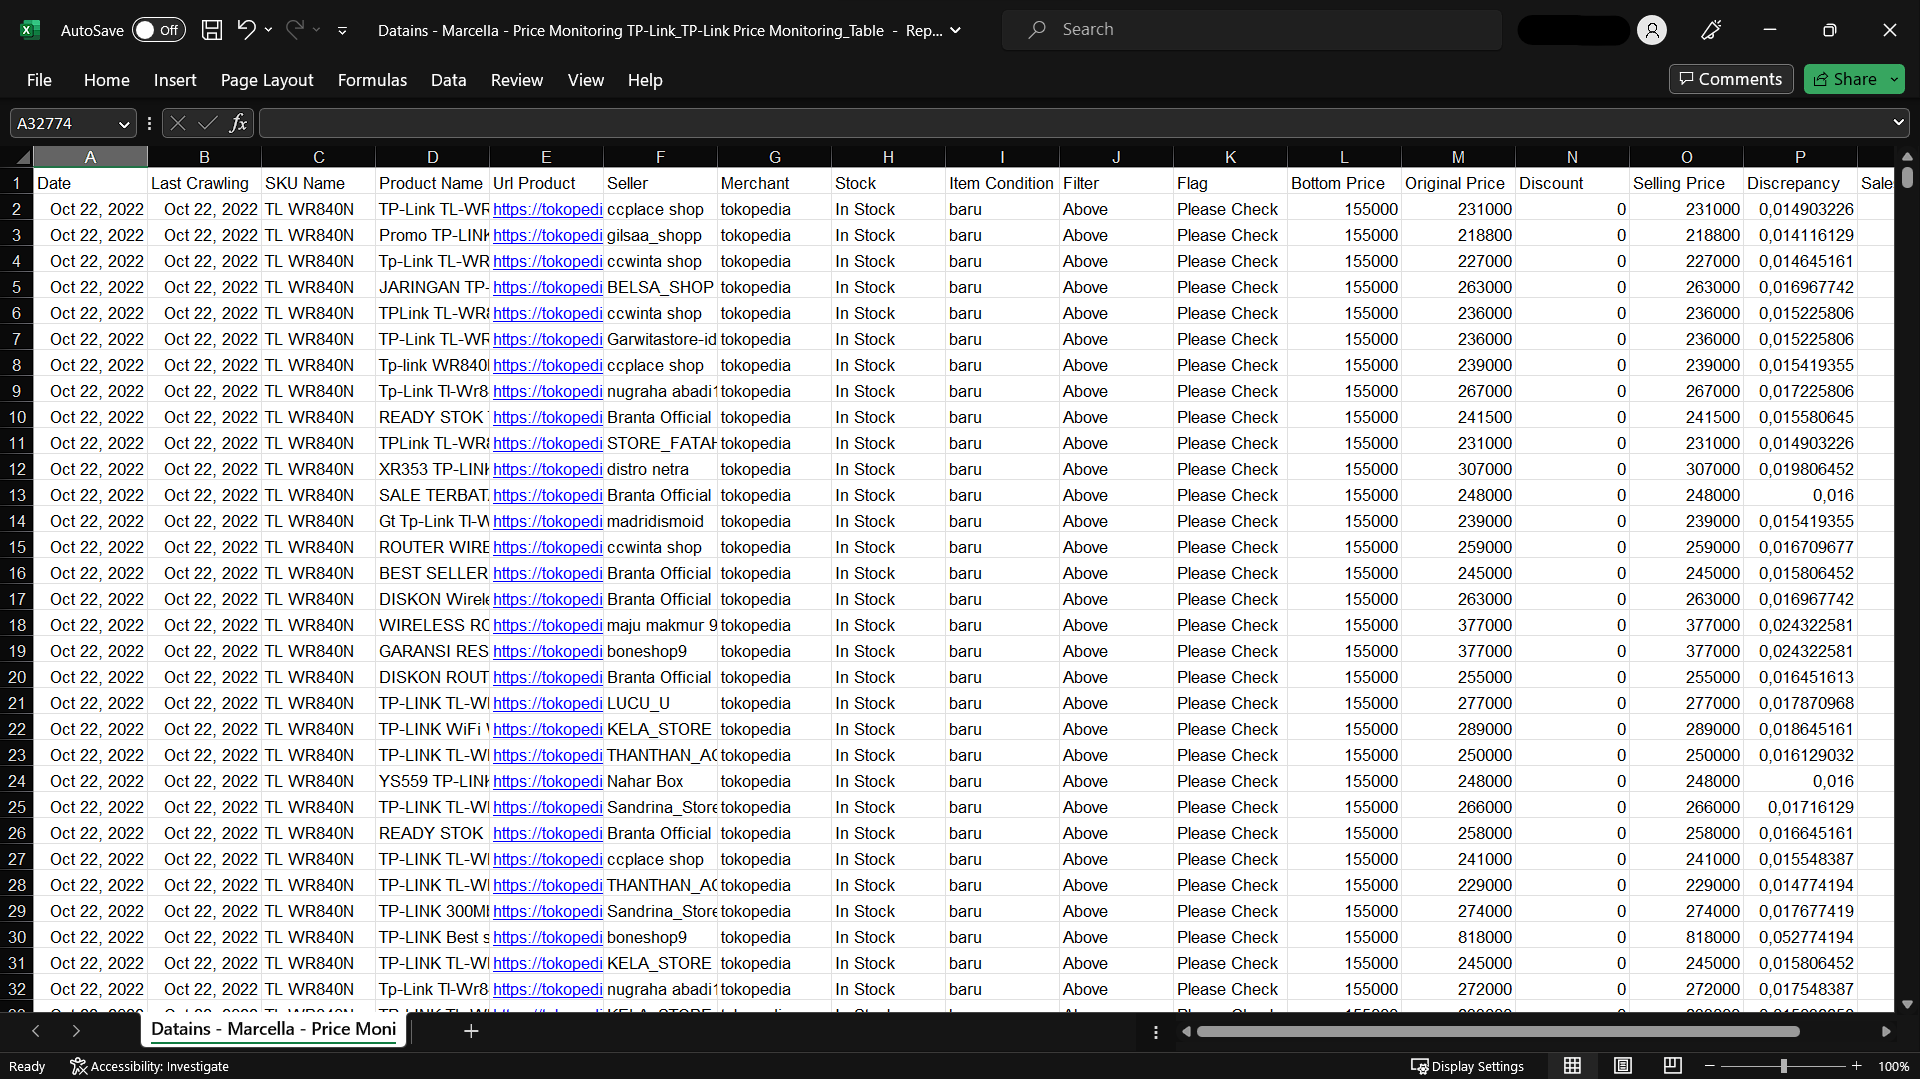 AutoSave Off Datains - Marcella - Price Monitoring TP-Link_TP-Link Price Monitoring_Table - Rep... Search
File Home Insert Page Layout Formulas Data Review View Help Comments Share
A32774 fx
A B C D E F G H I J K L M N O P
1 Date Last Crawling SKU Name Product Name Url Product Seller Merchant Stock Item Condition Filter Flag Bottom Price Original Price Discount Selling Price Discrepancy Sale
2 Oct 22, 2022 Oct 22, 2022 TL WR840N TP-Link TL-WR https://tokopedi ccplace shop tokopedia In Stock baru Above Please Check 155000 231000 0 231000 0,014903226
3 Oct 22, 2022 Oct 22, 2022 TL WR840N Promo TP-LINK https://tokopedi gilsaa_shopp tokopedia In Stock baru Above Please Check 155000 218800 0 218800 0,014116129
4 Oct 22, 2022 Oct 22, 2022 TL WR840N Tp-Link TL-WR https://tokopedi ccwinta shop tokopedia In Stock baru Above Please Check 155000 227000 0 227000 0,014645161
5 Oct 22, 2022 Oct 22, 2022 TL WR840N JARINGAN TP- https://tokopedi BELSA_SHOP tokopedia In Stock baru Above Please Check 155000 263000 0 263000 0,016967742
6 Oct 22, 2022 Oct 22, 2022 TL WR840N TPLink TL-WR8 https://tokopedi ccwinta shop tokopedia In Stock baru Above Please Check 155000 236000 0 236000 0,015225806
7 Oct 22, 2022 Oct 22, 2022 TL WR840N TP-Link TL-WR https://tokopedi Garwitastore-id tokopedia In Stock baru Above Please Check 155000 236000 0 236000 0,015225806
8 Oct 22, 2022 Oct 22, 2022 TL WR840N Tp-link WR840 https://tokopedi ccplace shop tokopedia In Stock baru Above Please Check 155000 239000 0 239000 0,015419355
9 Oct 22, 2022 Oct 22, 2022 TL WR840N Tp-Link Tl-Wr8 https://tokopedi nugraha abadi1 tokopedia In Stock baru Above Please Check 155000 267000 0 267000 0,017225806
10 Oct 22, 2022 Oct 22, 2022 TL WR840N READY STOK https://tokopedi Branta Official tokopedia In Stock baru Above Please Check 155000 241500 0 241500 0,015580645
11 Oct 22, 2022 Oct 22, 2022 TL WR840N TPLink TL-WR8 https://tokopedi STORE_FATAH tokopedia In Stock baru Above Please Check 155000 231000 0 231000 0,014903226
12 Oct 22, 2022 Oct 22, 2022 TL WR840N XR353 TP-LINK https://tokopedi distro netra tokopedia In Stock baru Above Please Check 155000 307000 0 307000 0,019806452
13 Oct 22, 2022 Oct 22, 2022 TL WR840N SALE TERBAT https://tokopedi Branta Official tokopedia In Stock baru Above Please Check 155000 248000 0 248000 0,016
14 Oct 22, 2022 Oct 22, 2022 TL WR840N Gt Tp-Link Tl-W https://tokopedi madridismoid tokopedia In Stock baru Above Please Check 155000 239000 0 239000 0,015419355
15 Oct 22, 2022 Oct 22, 2022 TL WR840N ROUTER WIRE https://tokopedi ccwinta shop tokopedia In Stock baru Above Please Check 155000 259000 0 259000 0,016709677
16 Oct 22, 2022 Oct 22, 2022 TL WR840N BEST SELLER https://tokopedi Branta Official tokopedia In Stock baru Above Please Check 155000 245000 0 245000 0,015806452
17 Oct 22, 2022 Oct 22, 2022 TL WR840N DISKON Wirele https://tokopedi Branta Official tokopedia In Stock baru Above Please Check 155000 263000 0 263000 0,016967742
18 Oct 22, 2022 Oct 22, 2022 TL WR840N WIRELESS RO https://tokopedi maju makmur 9 tokopedia In Stock baru Above Please Check 155000 377000 0 377000 0,024322581
19 Oct 22, 2022 Oct 22, 2022 TL WR840N GARANSI RES https://tokopedi boneshop9 tokopedia In Stock baru Above Please Check 155000 377000 0 377000 0,024322581
20 Oct 22, 2022 Oct 22, 2022 TL WR840N DISKON ROUT https://tokopedi Branta Official tokopedia In Stock baru Above Please Check 155000 255000 0 255000 0,016451613
21 Oct 22, 2022 Oct 22, 2022 TL WR840N TP-LINK TL-W https://tokopedi LUCU_U tokopedia In Stock baru Above Please Check 155000 277000 0 277000 0,017870968
22 Oct 22, 2022 Oct 22, 2022 TL WR840N TP-LINK WiFi https://tokopedi KELA_STORE tokopedia In Stock baru Above Please Check 155000 289000 0 289000 0,018645161
23 Oct 22, 2022 Oct 22, 2022 TL WR840N TP-LINK TL-W https://tokopedi THANTHAN_AC tokopedia In Stock baru Above Please Check 155000 250000 0 250000 0,016129032
24 Oct 22, 2022 Oct 22, 2022 TL WR840N YS559 TP-LINK https://tokopedi Nahar Box tokopedia In Stock baru Above Please Check 155000 248000 0 248000 0,016
25 Oct 22, 2022 Oct 22, 2022 TL WR840N TP-LINK TL-W https://tokopedi Sandrina_Store tokopedia In Stock baru Above Please Check 155000 266000 0 266000 0,01716129
26 Oct 22, 2022 Oct 22, 2022 TL WR840N READY STOK https://tokopedi Branta Official tokopedia In Stock baru Above Please Check 155000 258000 0 258000 0,016645161
27 Oct 22, 2022 Oct 22, 2022 TL WR840N TP-LINK TL-W https://tokopedi ccplace shop tokopedia In Stock baru Above Please Check 155000 241000 0 241000 0,015548387
28 Oct 22, 2022 Oct 22, 2022 TL WR840N TP-LINK TL-W https://tokopedi THANTHAN_AC tokopedia In Stock baru Above Please Check 155000 229000 0 229000 0,014774194
29 Oct 22, 2022 Oct 22, 2022 TL WR840N TP-LINK 300M https://tokopedi Sandrina_Store tokopedia In Stock baru Above Please Check 155000 274000 0 274000 0,017677419
30 Oct 22, 2022 Oct 22, 2022 TL WR840N TP-LINK Best s https://tokopedi boneshop9 tokopedia In Stock baru Above Please Check 155000 818000 0 818000 0,052774194
31 Oct 22, 2022 Oct 22, 2022 TL WR840N TP-LINK TL-W https://tokopedi KELA_STORE tokopedia In Stock baru Above Please Check 155000 245000 0 245000 0,015806452
32 Oct 22, 2022 Oct 22, 2022 TL WR840N Tp-Link Tl-Wr8 https://tokopedi nugraha abadi1 tokopedia In Stock baru Above Please Check 155000 272000 0 272000 0,017548387
Datains - Marcella - Price Moni
Ready Accessibility: Investigate Display Settings 100%